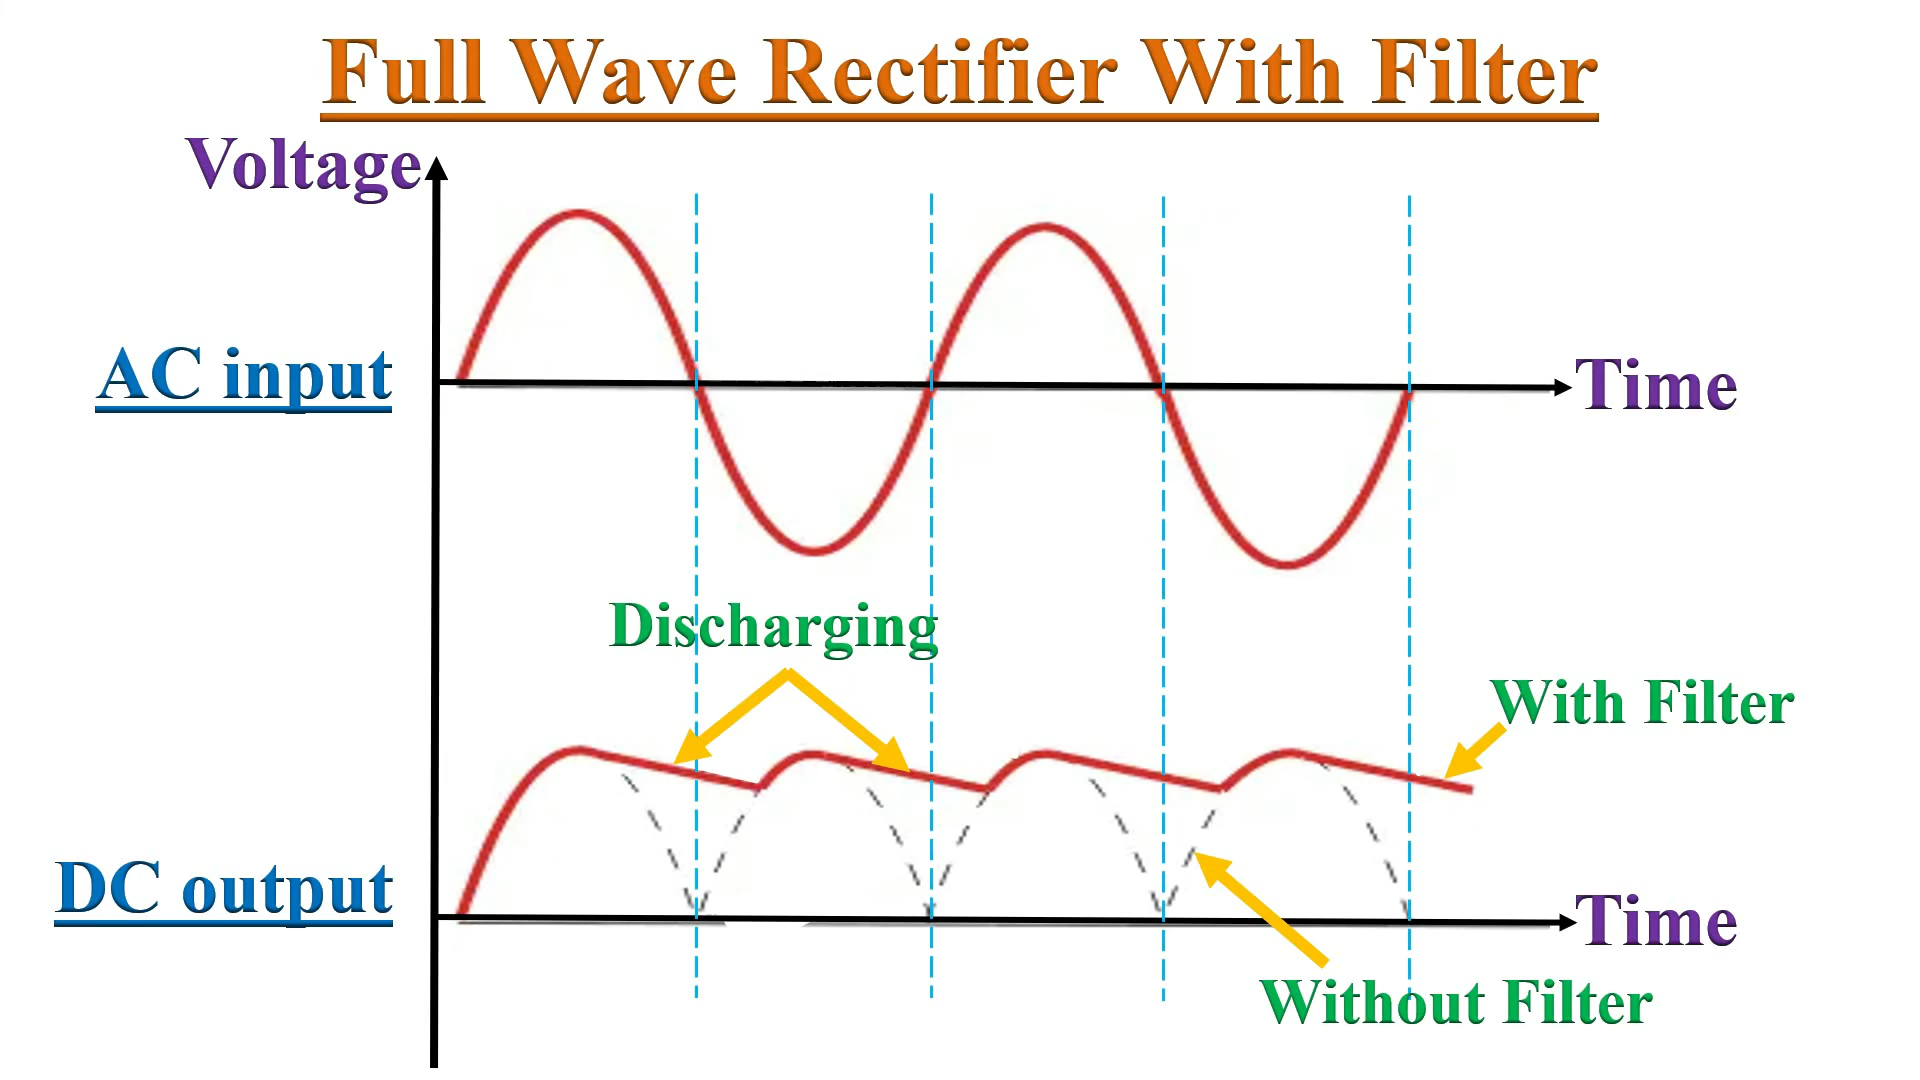 Full Wave Rectifier With Filter
Voltage
AC input
Time
Discharging
With Filter
DC output
Time
Without Filter